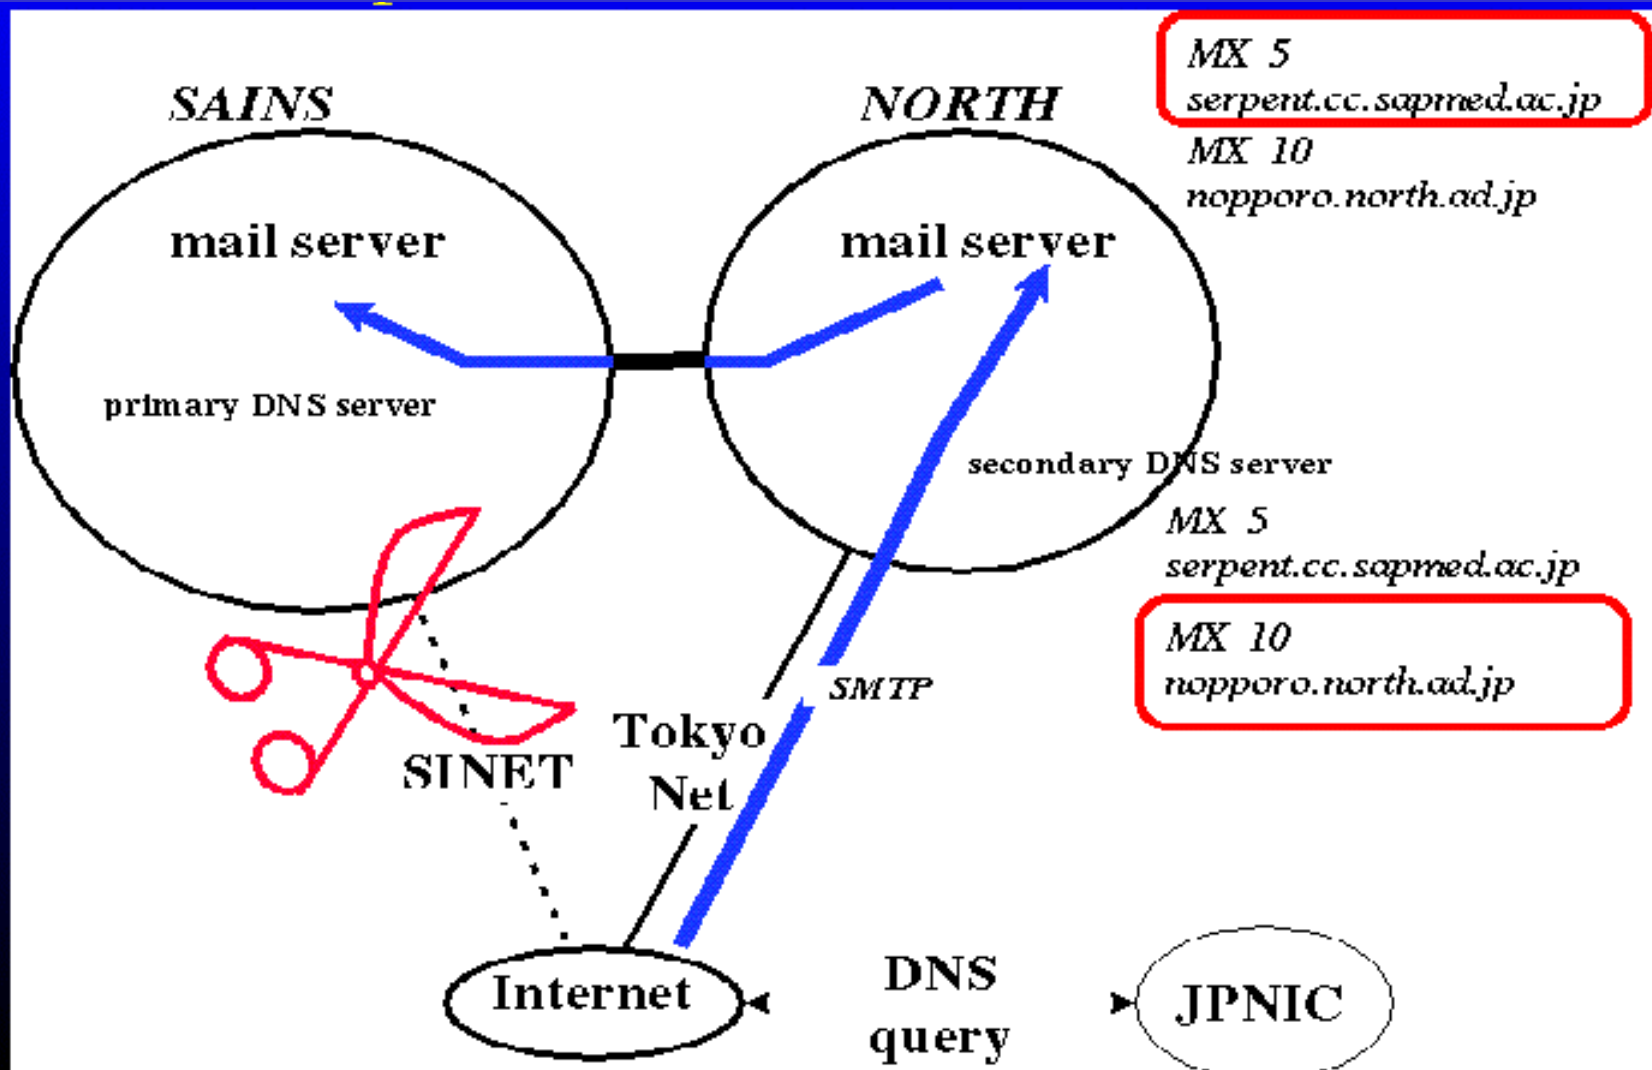 MX 5
serpent.cc.sapmed.ac.jp
MX 10
nopporo.north.ad.jp
SAINS
NORTH
mail server
mail server
primary DNS server
secondary DNS server
MX 5
serpent.cc.sapmed.ac.jp
MX 10
nopporo.north.ad.jp
SMTP
Tokyo
Net
SINET
Internet
DNS
query
JPNIC